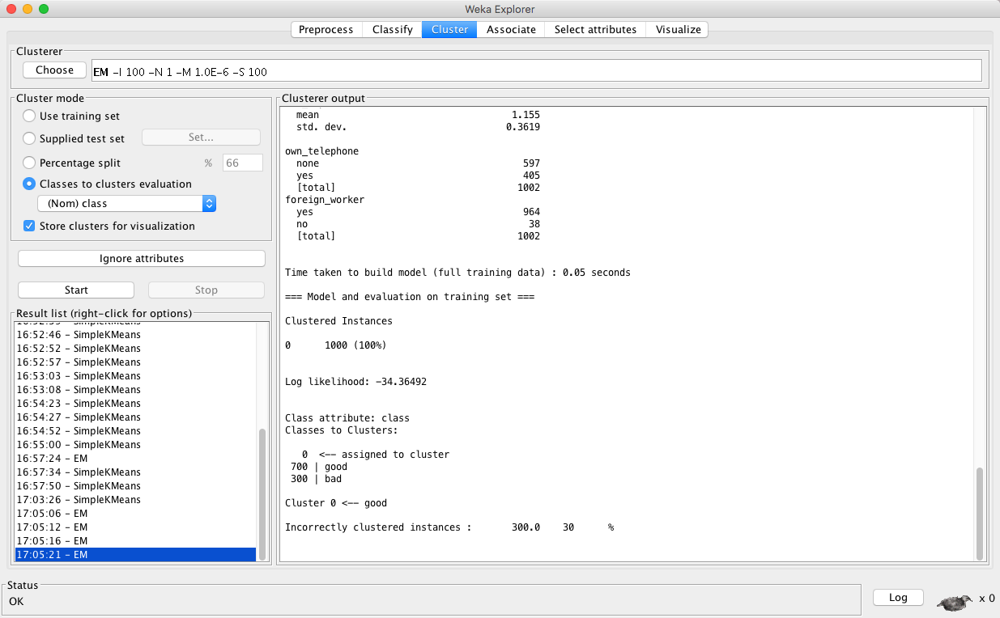 Weka Explorer
Preprocess Classify Cluster Associate Select attributes Visualize
Clusterer
Choose EM -I 100 -N 1 -M 1.0E-6 -S 100
Cluster mode
Use training set
Supplied test set Set...
Percentage split % 66
Classes to clusters evaluation
(Nom) class
Store clusters for visualization
Ignore attributes
Start Stop
Result list (right-click for options)
16:52:46 - SimpleKMeans
16:52:52 - SimpleKMeans
16:52:57 - SimpleKMeans
16:53:03 - SimpleKMeans
16:53:08 - SimpleKMeans
16:54:23 - SimpleKMeans
16:54:27 - SimpleKMeans
16:54:52 - SimpleKMeans
16:55:00 - SimpleKMeans
16:57:24 - EM
16:57:34 - SimpleKMeans
16:57:50 - SimpleKMeans
17:03:26 - SimpleKMeans
17:05:06 - EM
17:05:12 - EM
17:05:16 - EM
17:05:21 - EM
Clusterer output
mean 1.155
std. dev. 0.3619
own_telephone
none 597
yes 405
[total] 1002
foreign_worker
yes 964
no 38
[total] 1002
Time taken to build model (full training data) : 0.05 seconds
=== Model and evaluation on training set ===
Clustered Instances
0 1000 (100%)
Log likelihood: -34.36492
Class attribute: class
Classes to Clusters:
0 <-- assigned to cluster
700 | good
300 | bad
Cluster 0 <-- good
Incorrectly clustered instances : 300.0 30 %
Status
OK
Log
x 0